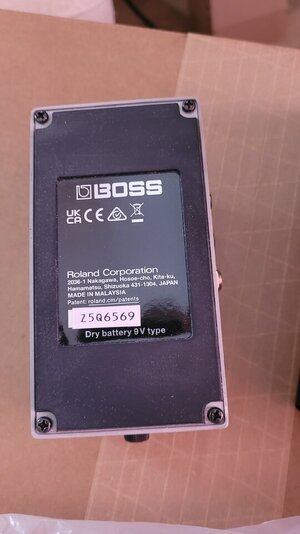 BOSS
UK
CA CE
Roland Corporation
2036-1 Nakagawa, Hosoe-cho, Kita-ku,
Hamamatsu, Shizuoka 431-1304, JAPAN
MADE IN MALAYSIA
Patent: roland.cm/patents
Z5Q6569
Dry battery 9V type